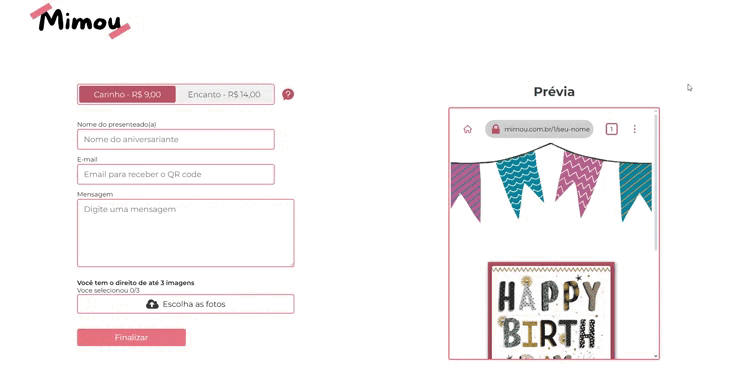 Mimou
Carinho - R$ 9,00
Encanto - R$ 14,00
?
Nome do presenteado(a)
Nome do aniversariante
E-mail
Email para receber o QR code
Mensagem
Digite uma mensagem
Você tem o direito de até 3 imagens
Voce selecionou 0/3
Escolha as fotos
Finalizar
Prévia
mimou.com.br/1/seu-nome
1
HAPPY
BIRTH